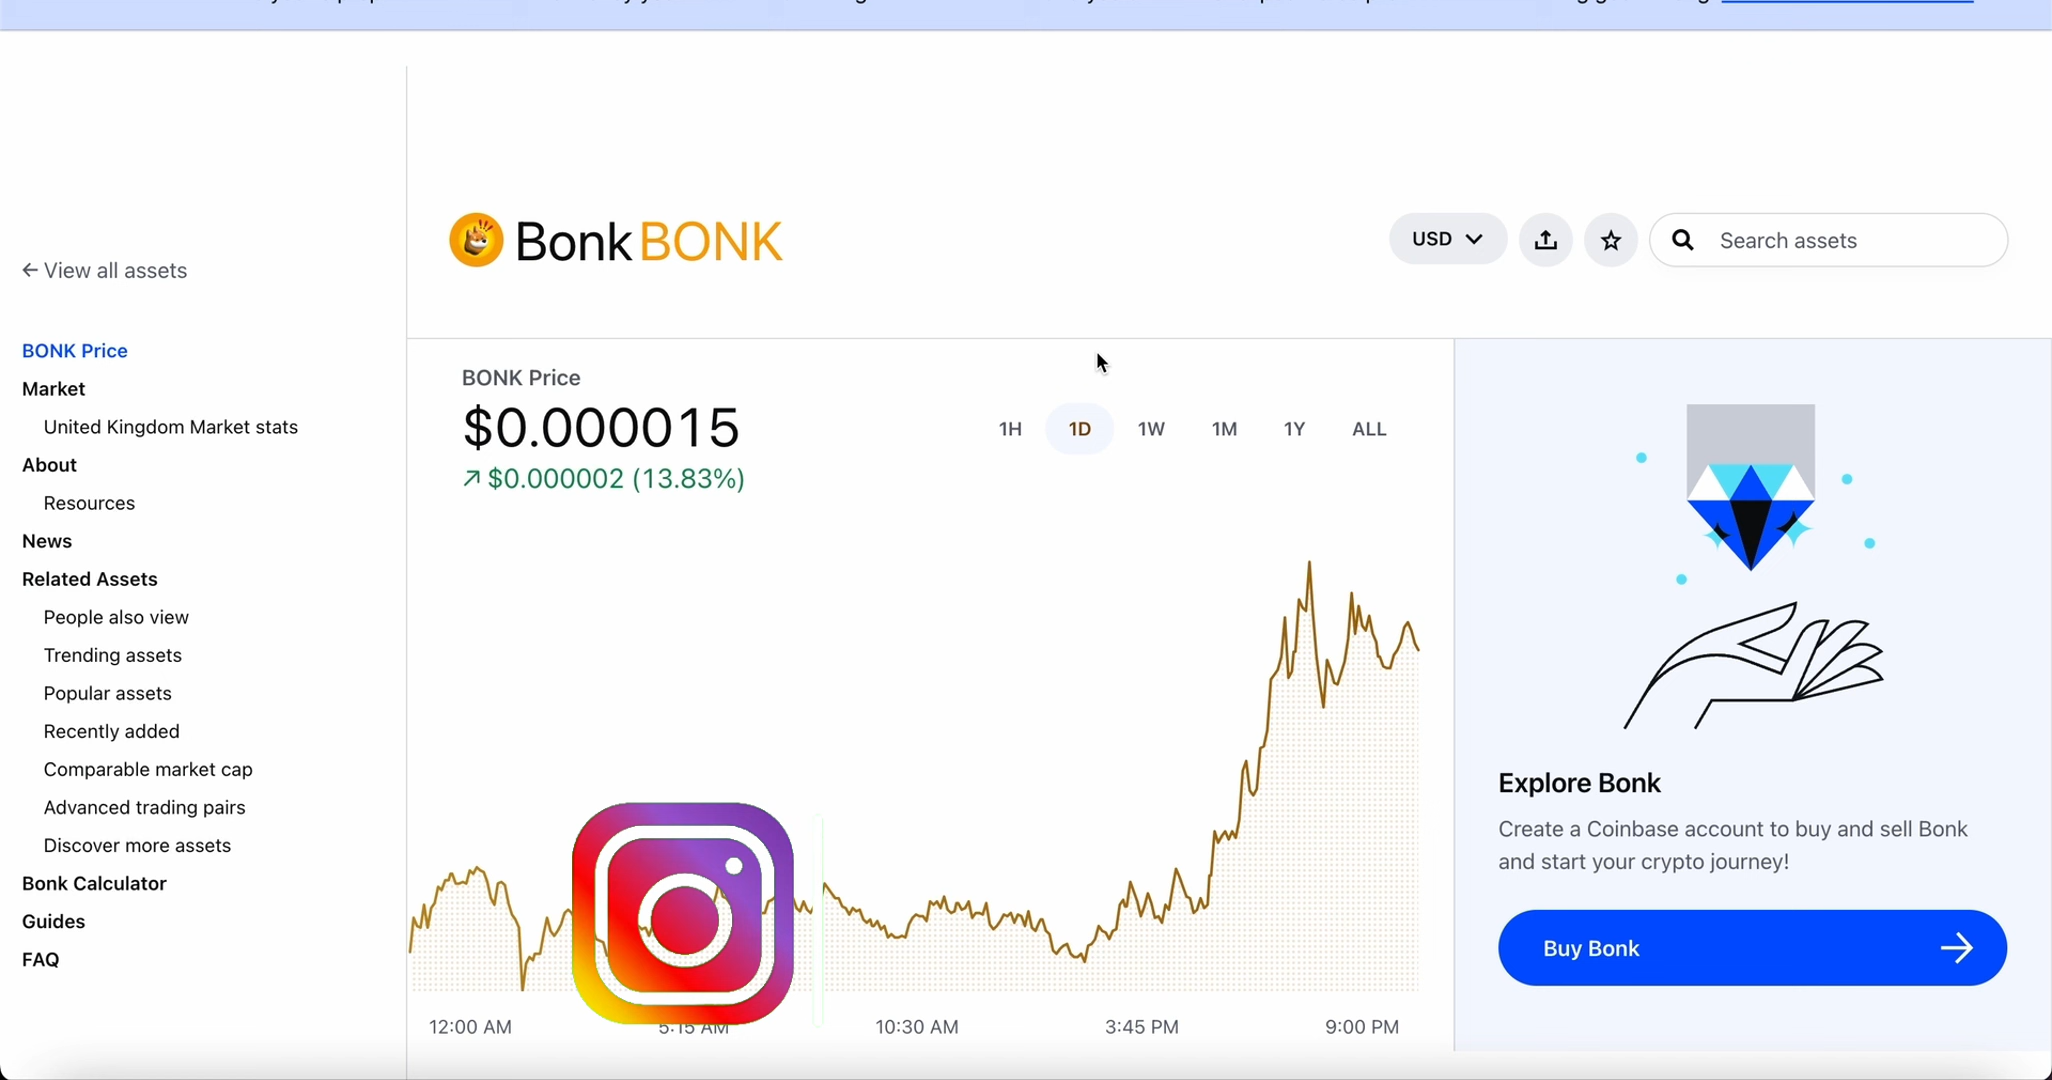 Bonk BONK
USD
Search assets
← View all assets
BONK Price
Market
United Kingdom Market stats
About
Resources
News
Related Assets
People also view
Trending assets
Popular assets
Recently added
Comparable market cap
Advanced trading pairs
Discover more assets
Bonk Calculator
Guides
FAQ
BONK Price
$0.000015
↗ $0.000002 (13.83%)
1H 1D 1W 1M 1Y ALL
12:00 AM 5:15 AM 10:30 AM 3:45 PM 9:00 PM
Explore Bonk
Create a Coinbase account to buy and sell Bonk
and start your crypto journey!
Buy Bonk